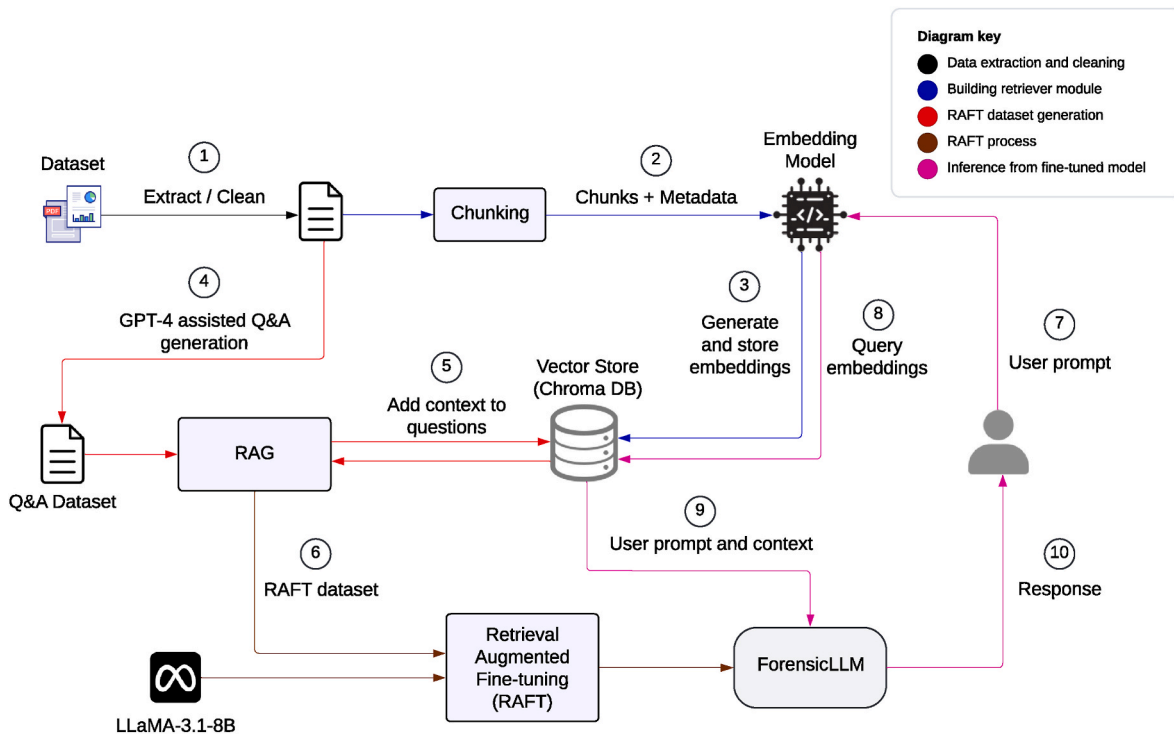 Diagram key
Data extraction and cleaning
Building retriever module
RAFT dataset generation
RAFT process
Inference from fine-tuned model
Dataset
PDF
1
Extract / Clean
Chunking
2
Chunks + Metadata
Embedding
Model
</>
4
GPT-4 assisted Q&A
generation
3
Generate
and store
embeddings
8
Query
embeddings
7
User prompt
5
Add context to
questions
Vector Store
(Chroma DB)
RAG
Q&A Dataset
6
RAFT dataset
9
User prompt and context
10
Response
Retrieval
Augmented
Fine-tuning
(RAFT)
ForensicLLM
LLaMA-3.1-8B